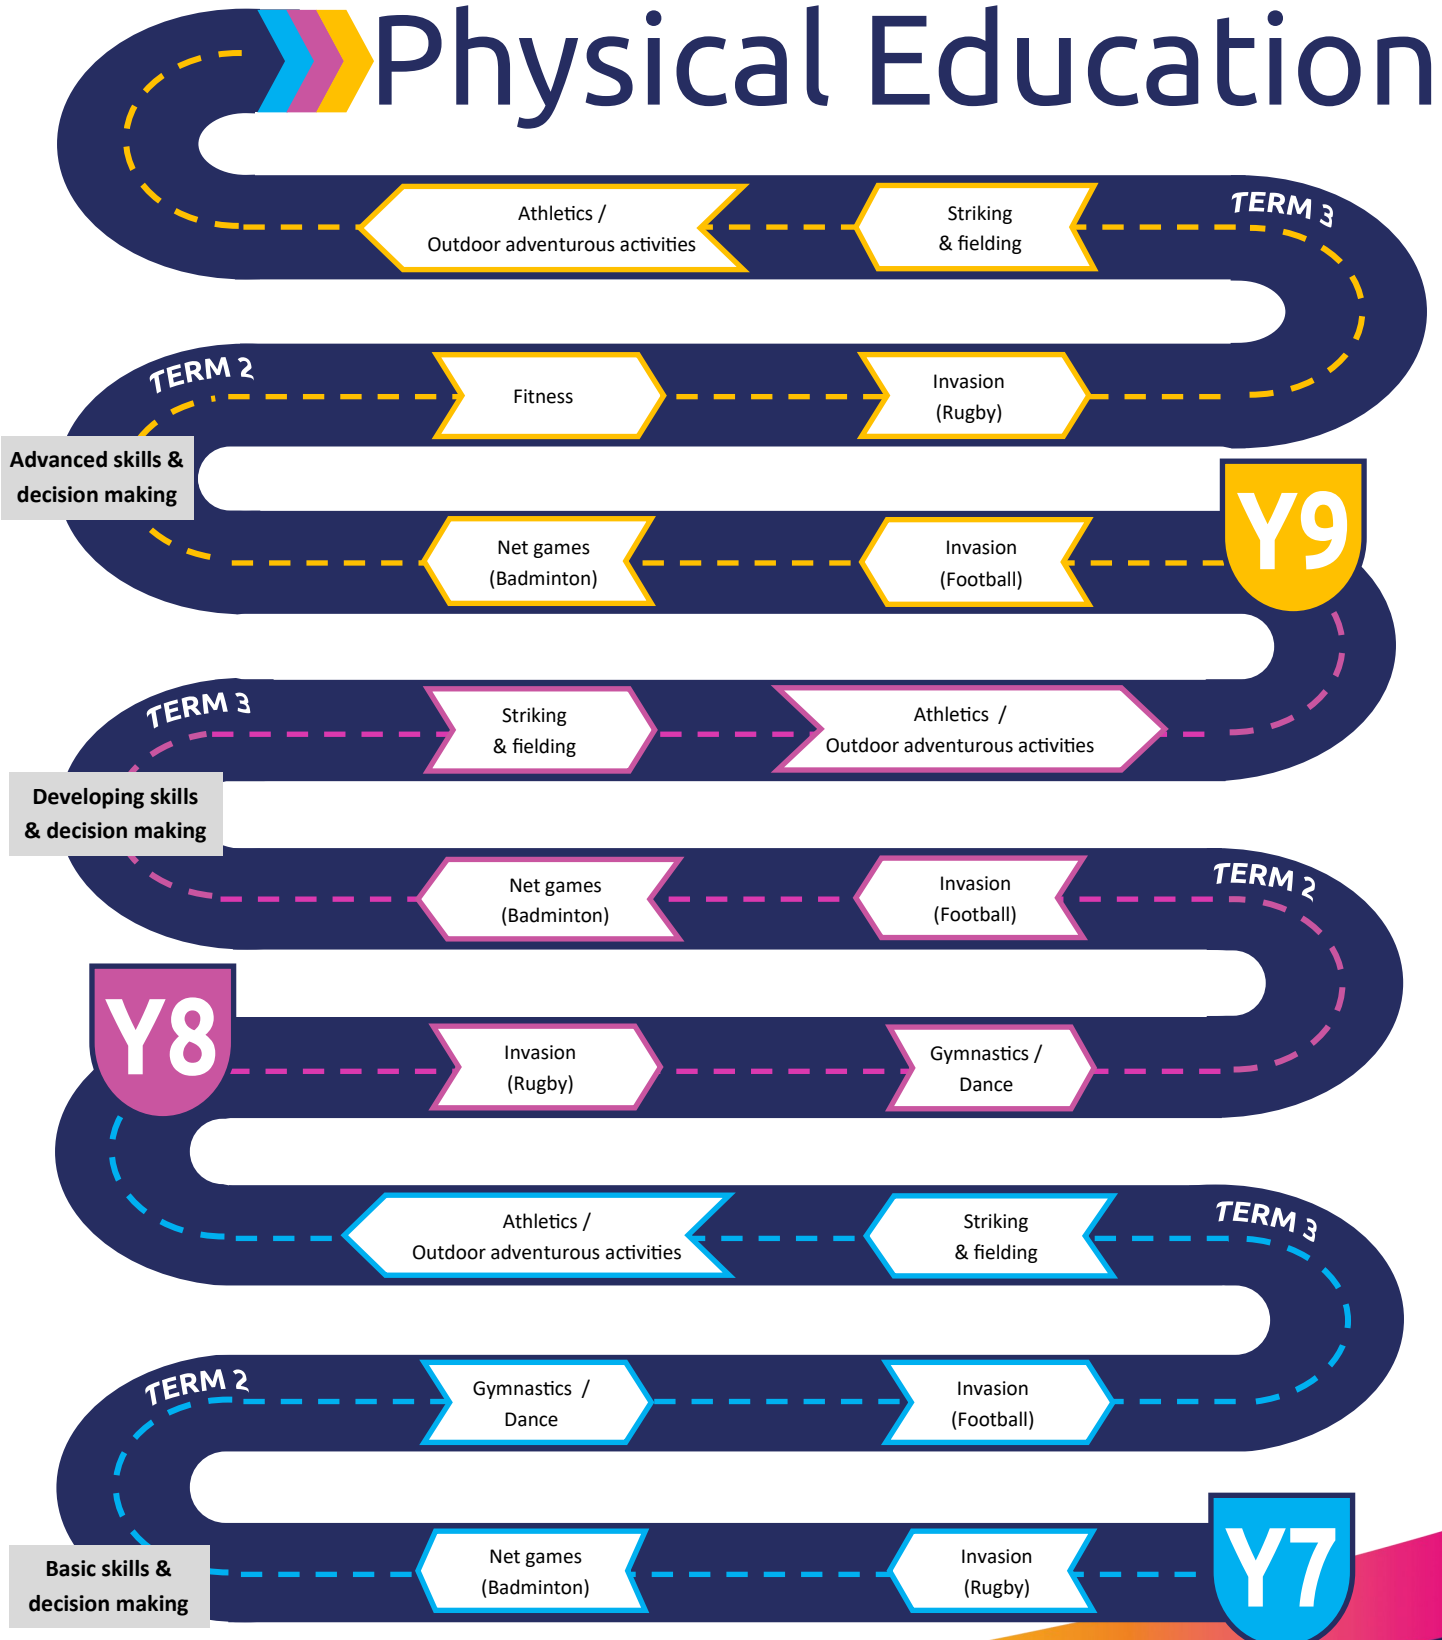 Physical Education
Athletics /
Outdoor adventurous activities
Striking
& fielding
TERM 3
TERM 2
Fitness
Invasion
(Rugby)
Advanced skills &
decision making
Y9
Net games
(Badminton)
Invasion
(Football)
TERM 3
Striking
& fielding
Athletics /
Outdoor adventurous activities
Developing skills
& decision making
Net games
(Badminton)
Invasion
(Football)
TERM 2
Y8
Invasion
(Rugby)
Gymnastics /
Dance
Athletics /
Outdoor adventurous activities
Striking
& fielding
TERM 3
TERM 2
Gymnastics /
Dance
Invasion
(Football)
Basic skills &
decision making
Net games
(Badminton)
Invasion
(Rugby)
Y7